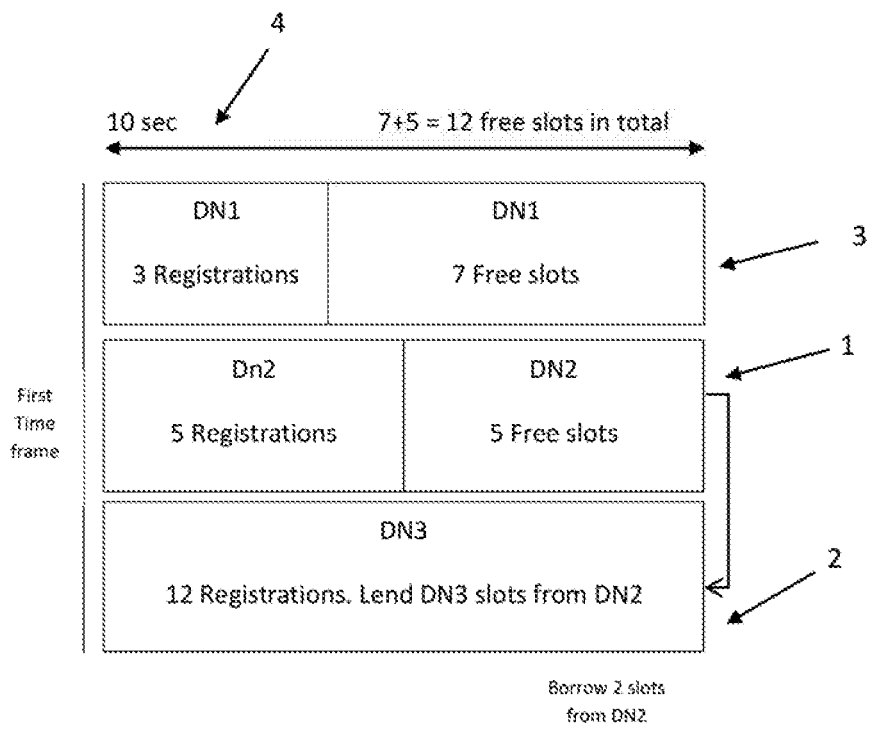 4
10 sec 7+5 = 12 free slots in total
DN1 DN1
3
3 Registrations 7 Free slots
1
Dn2 DN2
First
Time
frame
5 Registrations 5 Free slots
DN3
2
12 Registrations. Lend DN3 slots from DN2
Borrow 2 slots
from DN2